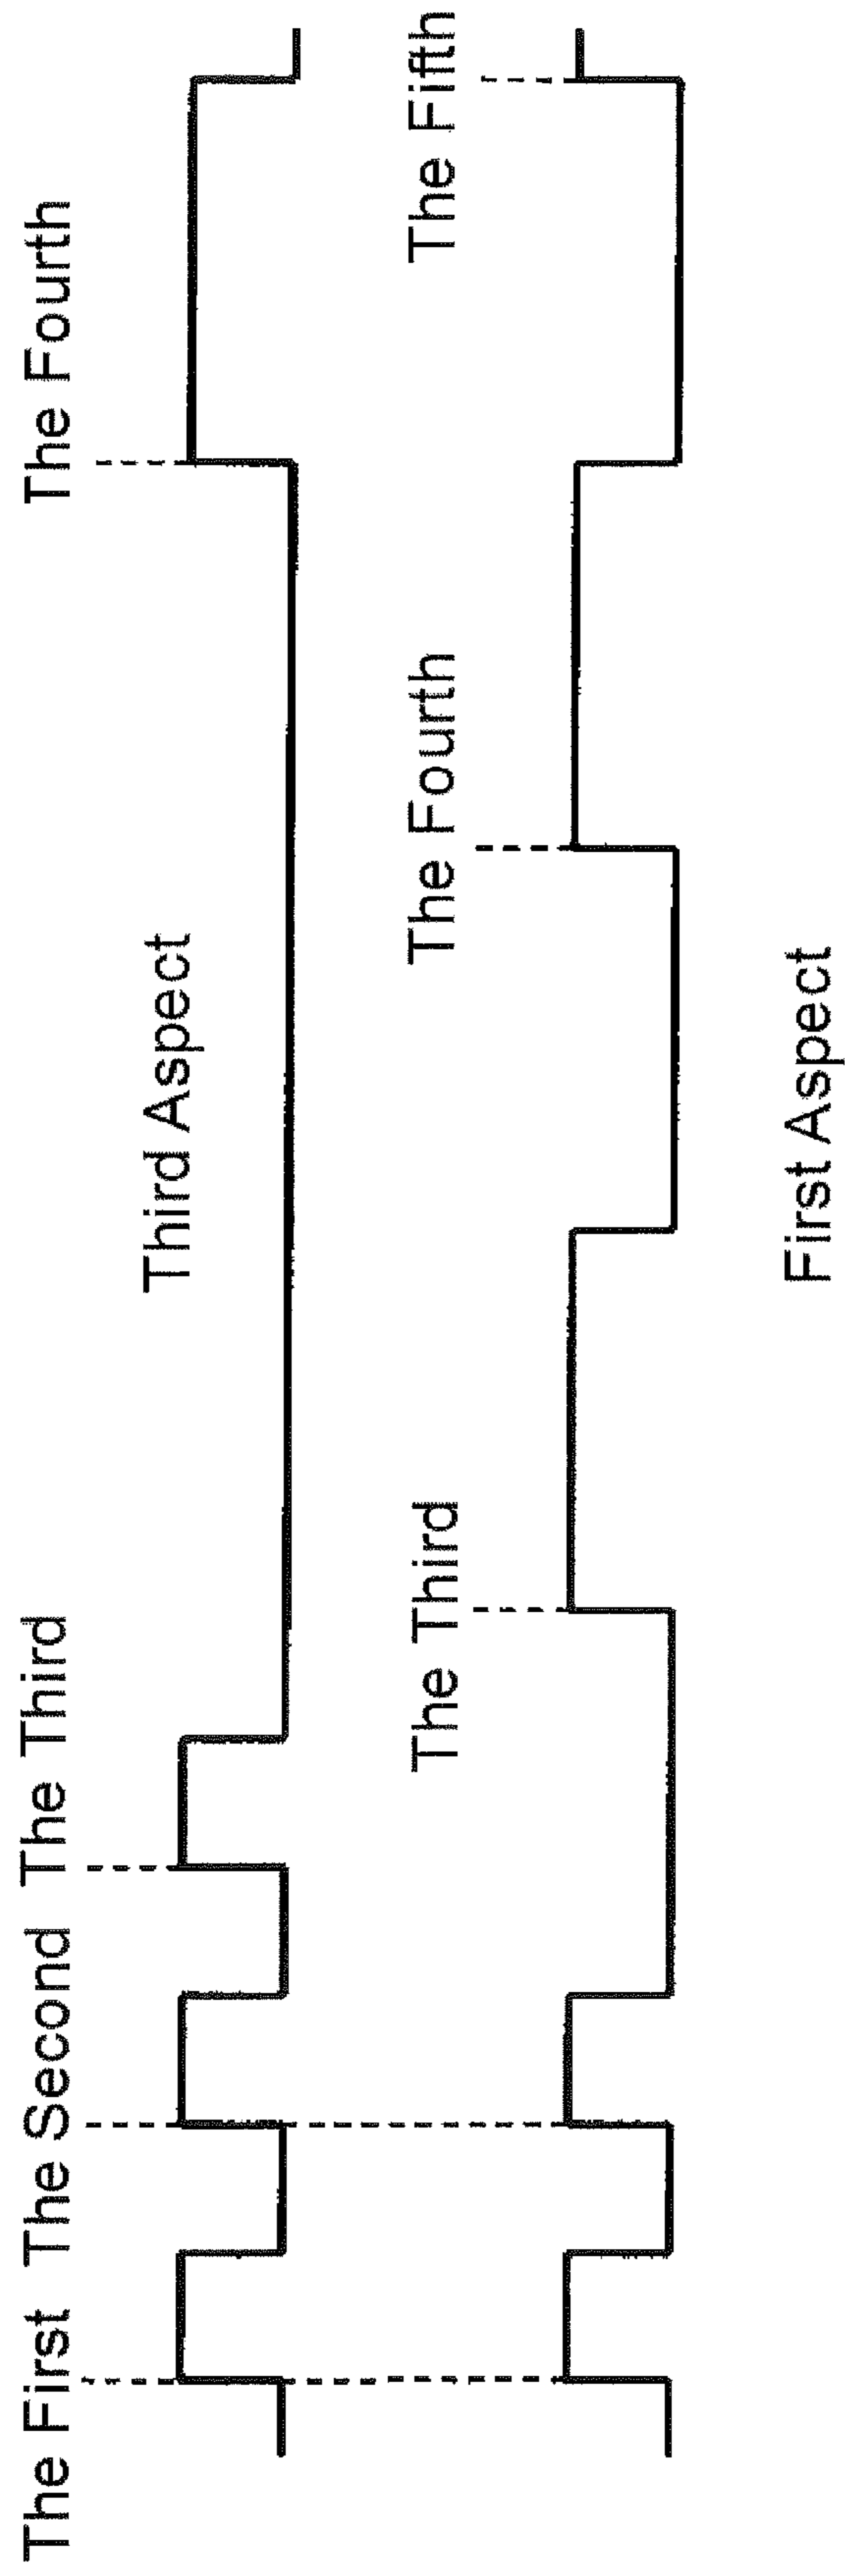 The First
The Second
The Third
The Fourth
Third Aspect
The Third
The Fourth
The Fifth
First Aspect